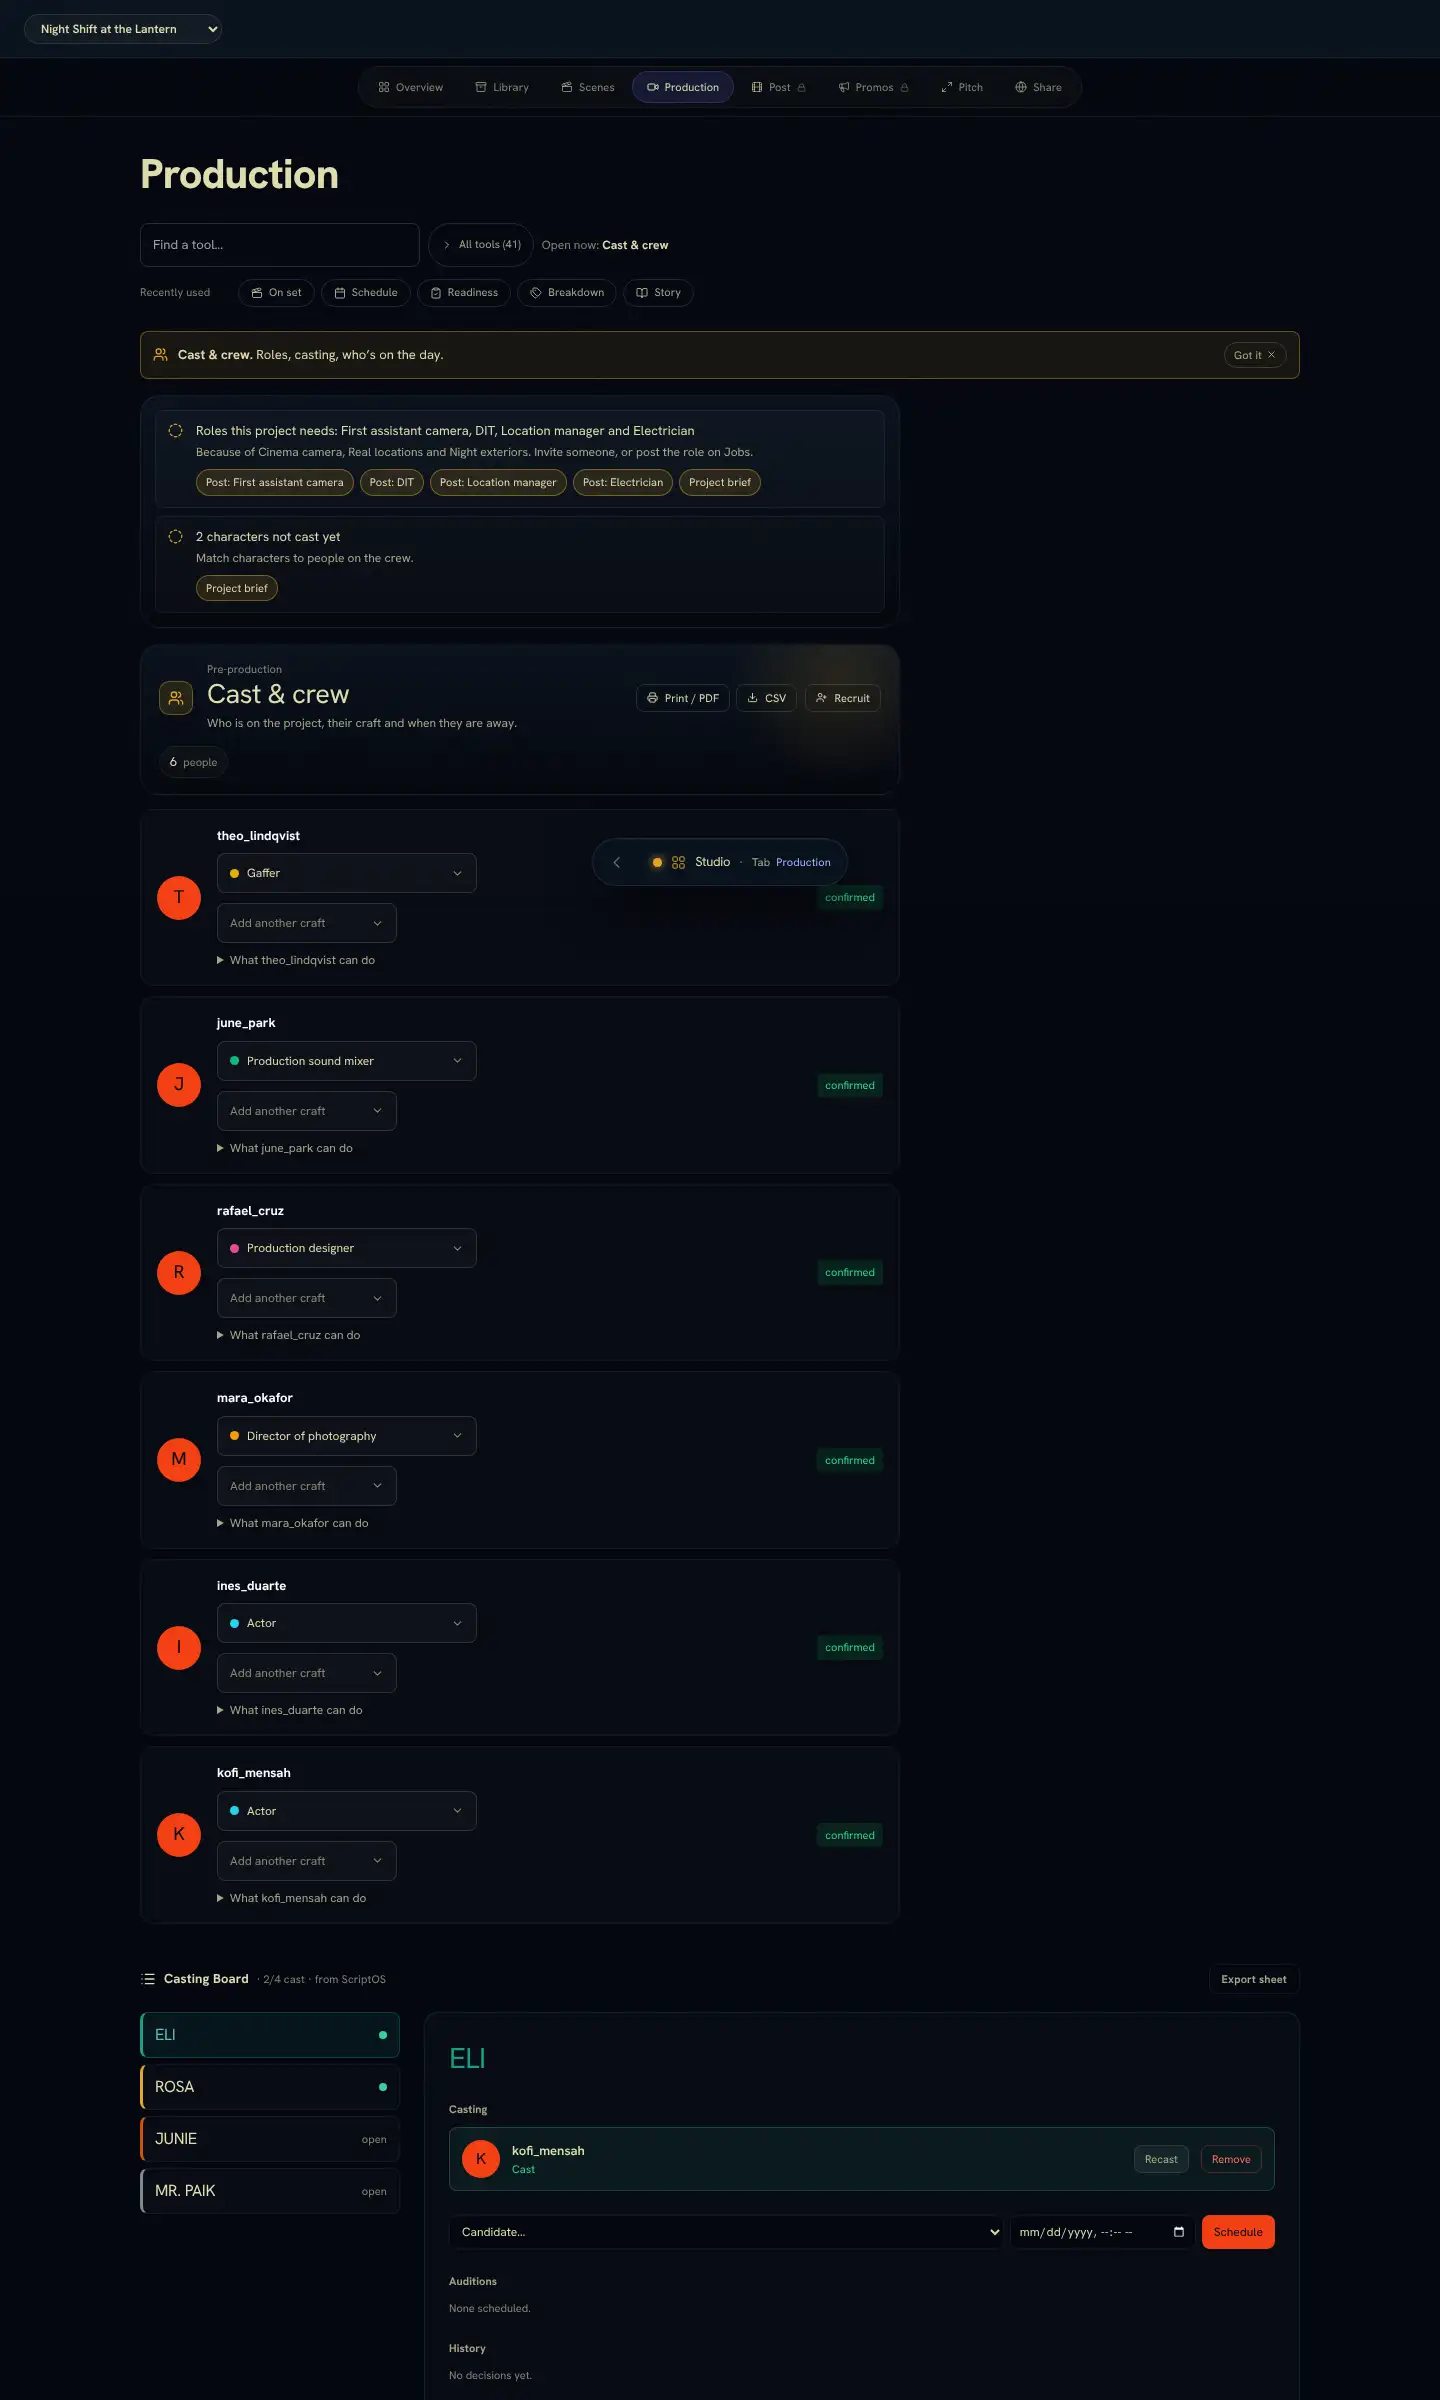 Night Shift at the Lantern
Overview Library Scenes Production Post Promos Pitch Share
Production
Find a tool... All tools (41) Open now: Cast & crew
Recently used On set Schedule Readiness Breakdown Story
Cast & crew. Roles, casting, who's on the day. Got it
Roles this project needs: First assistant camera, DIT, Location manager and Electrician
Because of Cinema camera, Real locations and Night exteriors. Invite someone, or post the role on Jobs.
Post: First assistant camera Post: DIT Post: Location manager Post: Electrician Project brief
2 characters not cast yet
Match characters to people on the crew.
Project brief
Pre-production
Cast & crew
Who is on the project, their craft and when they are away.
Print / PDF CSV Recruit
6 people
theo_lindqvist
T
Gaffer
Studio · Tab Production
confirmed
Add another craft
What theo_lindqvist can do
june_park
J
Production sound mixer
confirmed
Add another craft
What june_park can do
rafael_cruz
R
Production designer
confirmed
Add another craft
What rafael_cruz can do
mara_okafor
M
Director of photography
confirmed
Add another craft
What mara_okafor can do
ines_duarte
I
Actor
confirmed
Add another craft
What ines_duarte can do
kofi_mensah
K
Actor
confirmed
Add another craft
What kofi_mensah can do
Casting Board · 2/4 cast · from ScriptOS Export sheet
ELI
ROSA
JUNIE open
MR. PAIK open
ELI
Casting
K
kofi_mensah
Cast
Recast Remove
Candidate... mm/dd/yyyy, --:-- -- Schedule
Auditions
None scheduled.
History
No decisions yet.